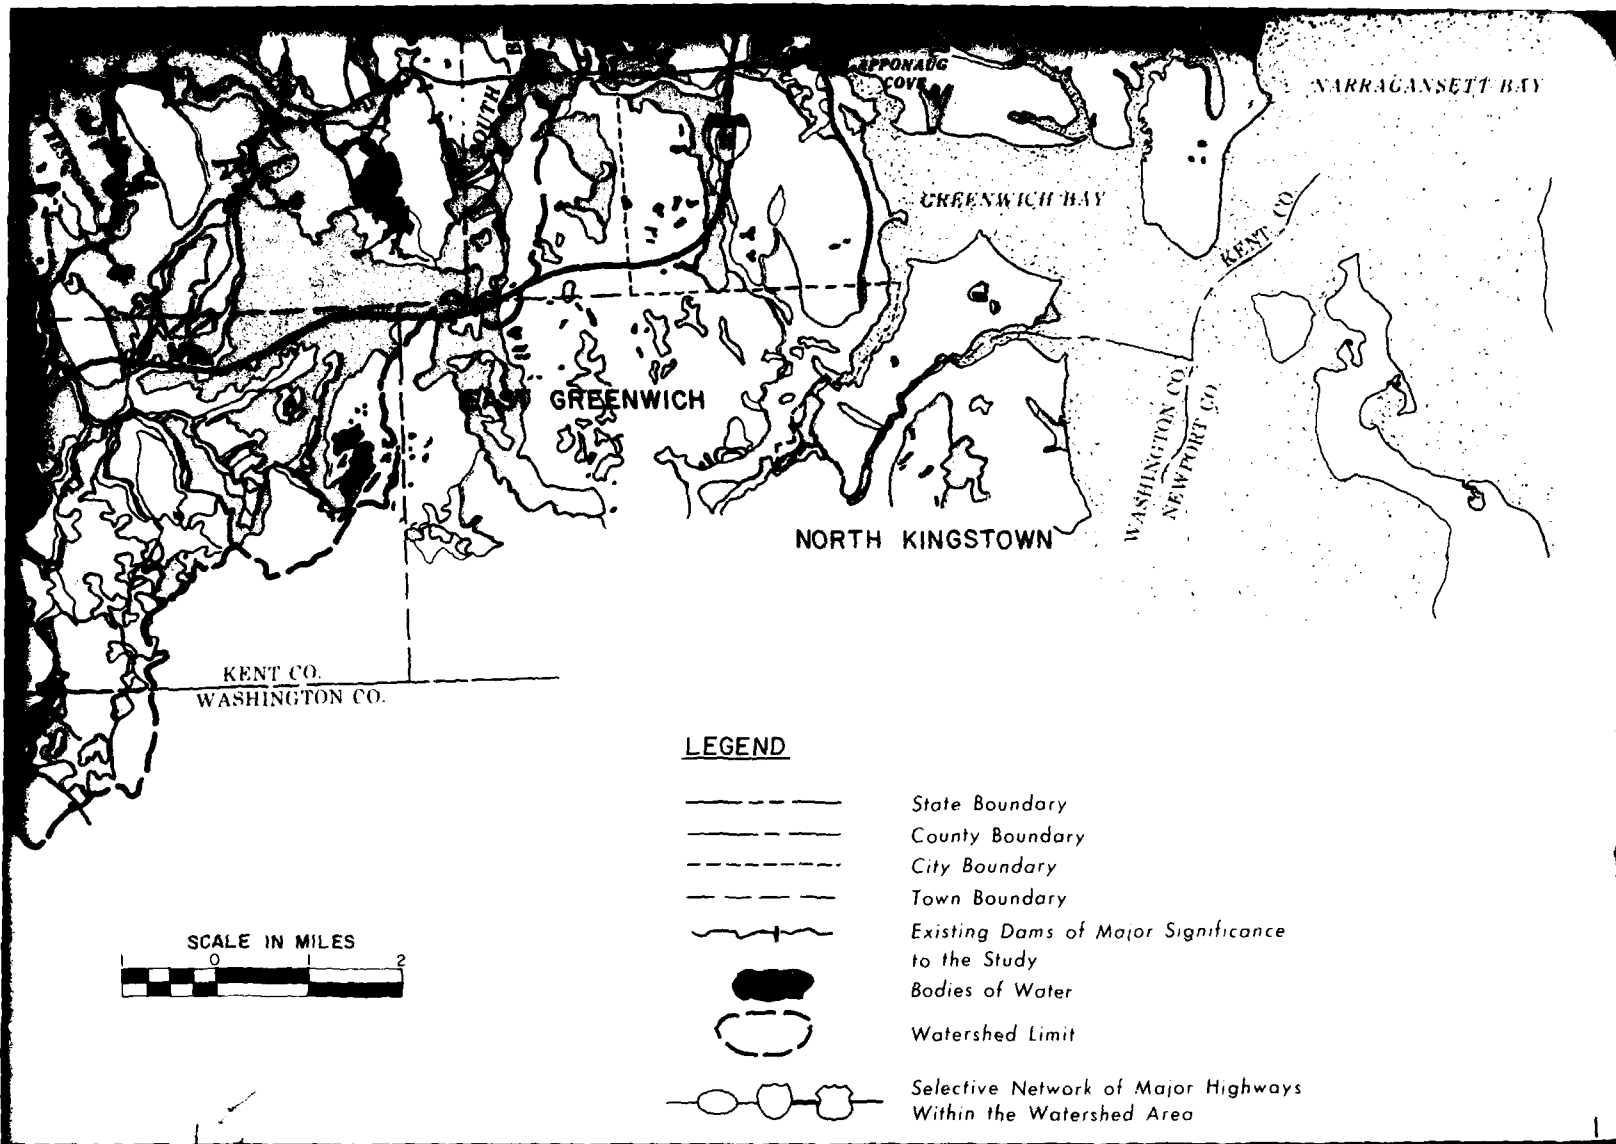 APPONAUG
COVE
NARRAGANSETT BAY
SOUTH
GREENWICH BAY
KENT CO.
EAST GREENWICH
WASHINGTON CO.
NEWPORT CO.
NORTH KINGSTOWN
KENT CO.
WASHINGTON CO.
LEGEND
State Boundary
County Boundary
City Boundary
Town Boundary
Existing Dams of Major Significance
to the Study
Bodies of Water
Watershed Limit
Selective Network of Major Highways
Within the Watershed Area
SCALE IN MILES
1 0 1 2